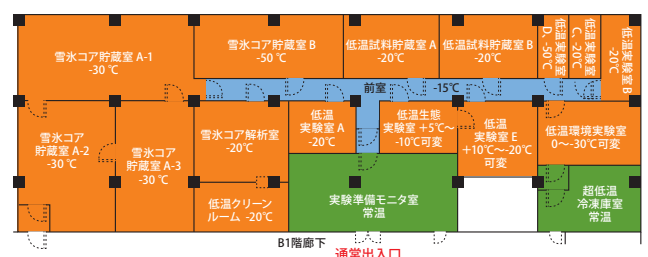 雪氷コア貯蔵室 A-1
-30 ℃
雪氷コア貯蔵室 B
-50 ℃
低温試料貯蔵室 A
-20℃
低温試料貯蔵室 B
-20℃
低温実験室
D、-50℃
低温実験室
C、-20℃
低温実験室 B
-20℃
前室 -15℃
雪氷コア
貯蔵室 A-2
-30 ℃
雪氷コア
貯蔵室 A-3
-30 ℃
雪氷コア解析室
-20℃
低温
実験室 A
-20℃
低温生態
実験室 +5℃〜
-10℃可変
低温
実験室 E
+10℃〜-20℃
可変
低温環境実験室
0〜-30℃可変
低温クリーン
ルーム -20℃
実験準備モニタ室
常温
超低温
冷凍庫室
常温
B1階廊下
通常出入口